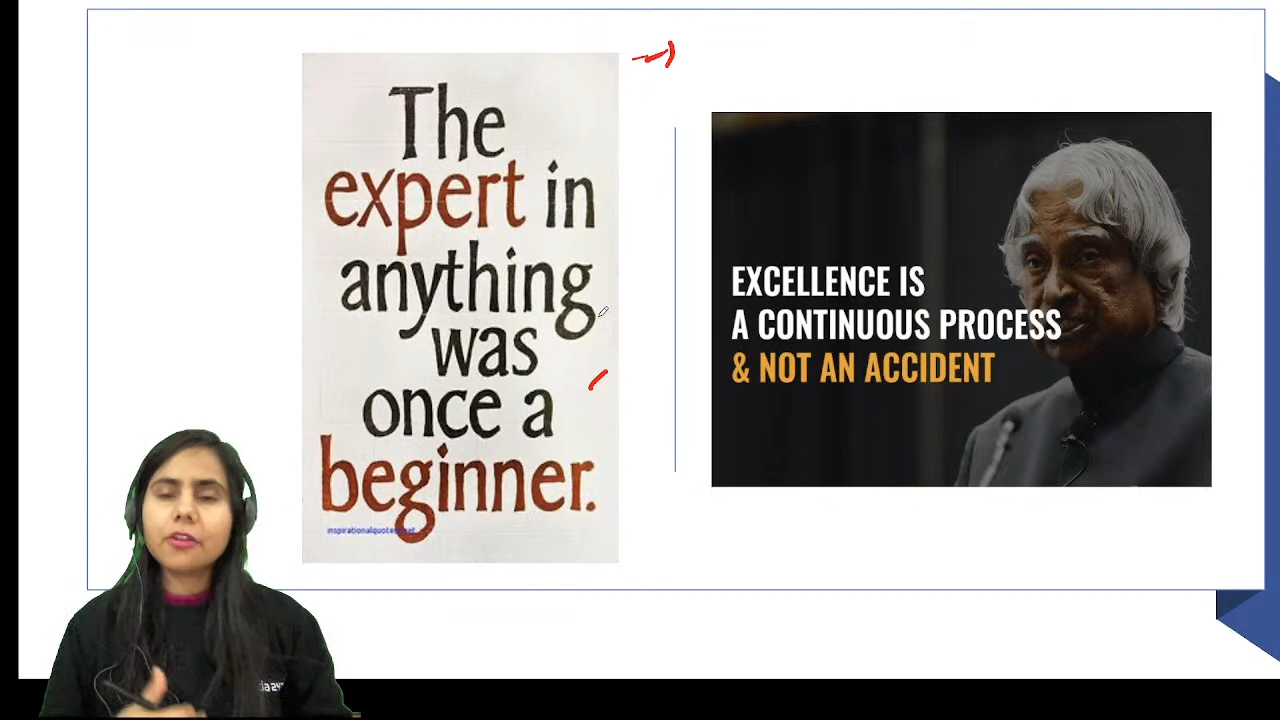 The
expert in
anything
was
once a
beginner.
EXCELLENCE IS
A CONTINUOUS PROCESS
& NOT AN ACCIDENT